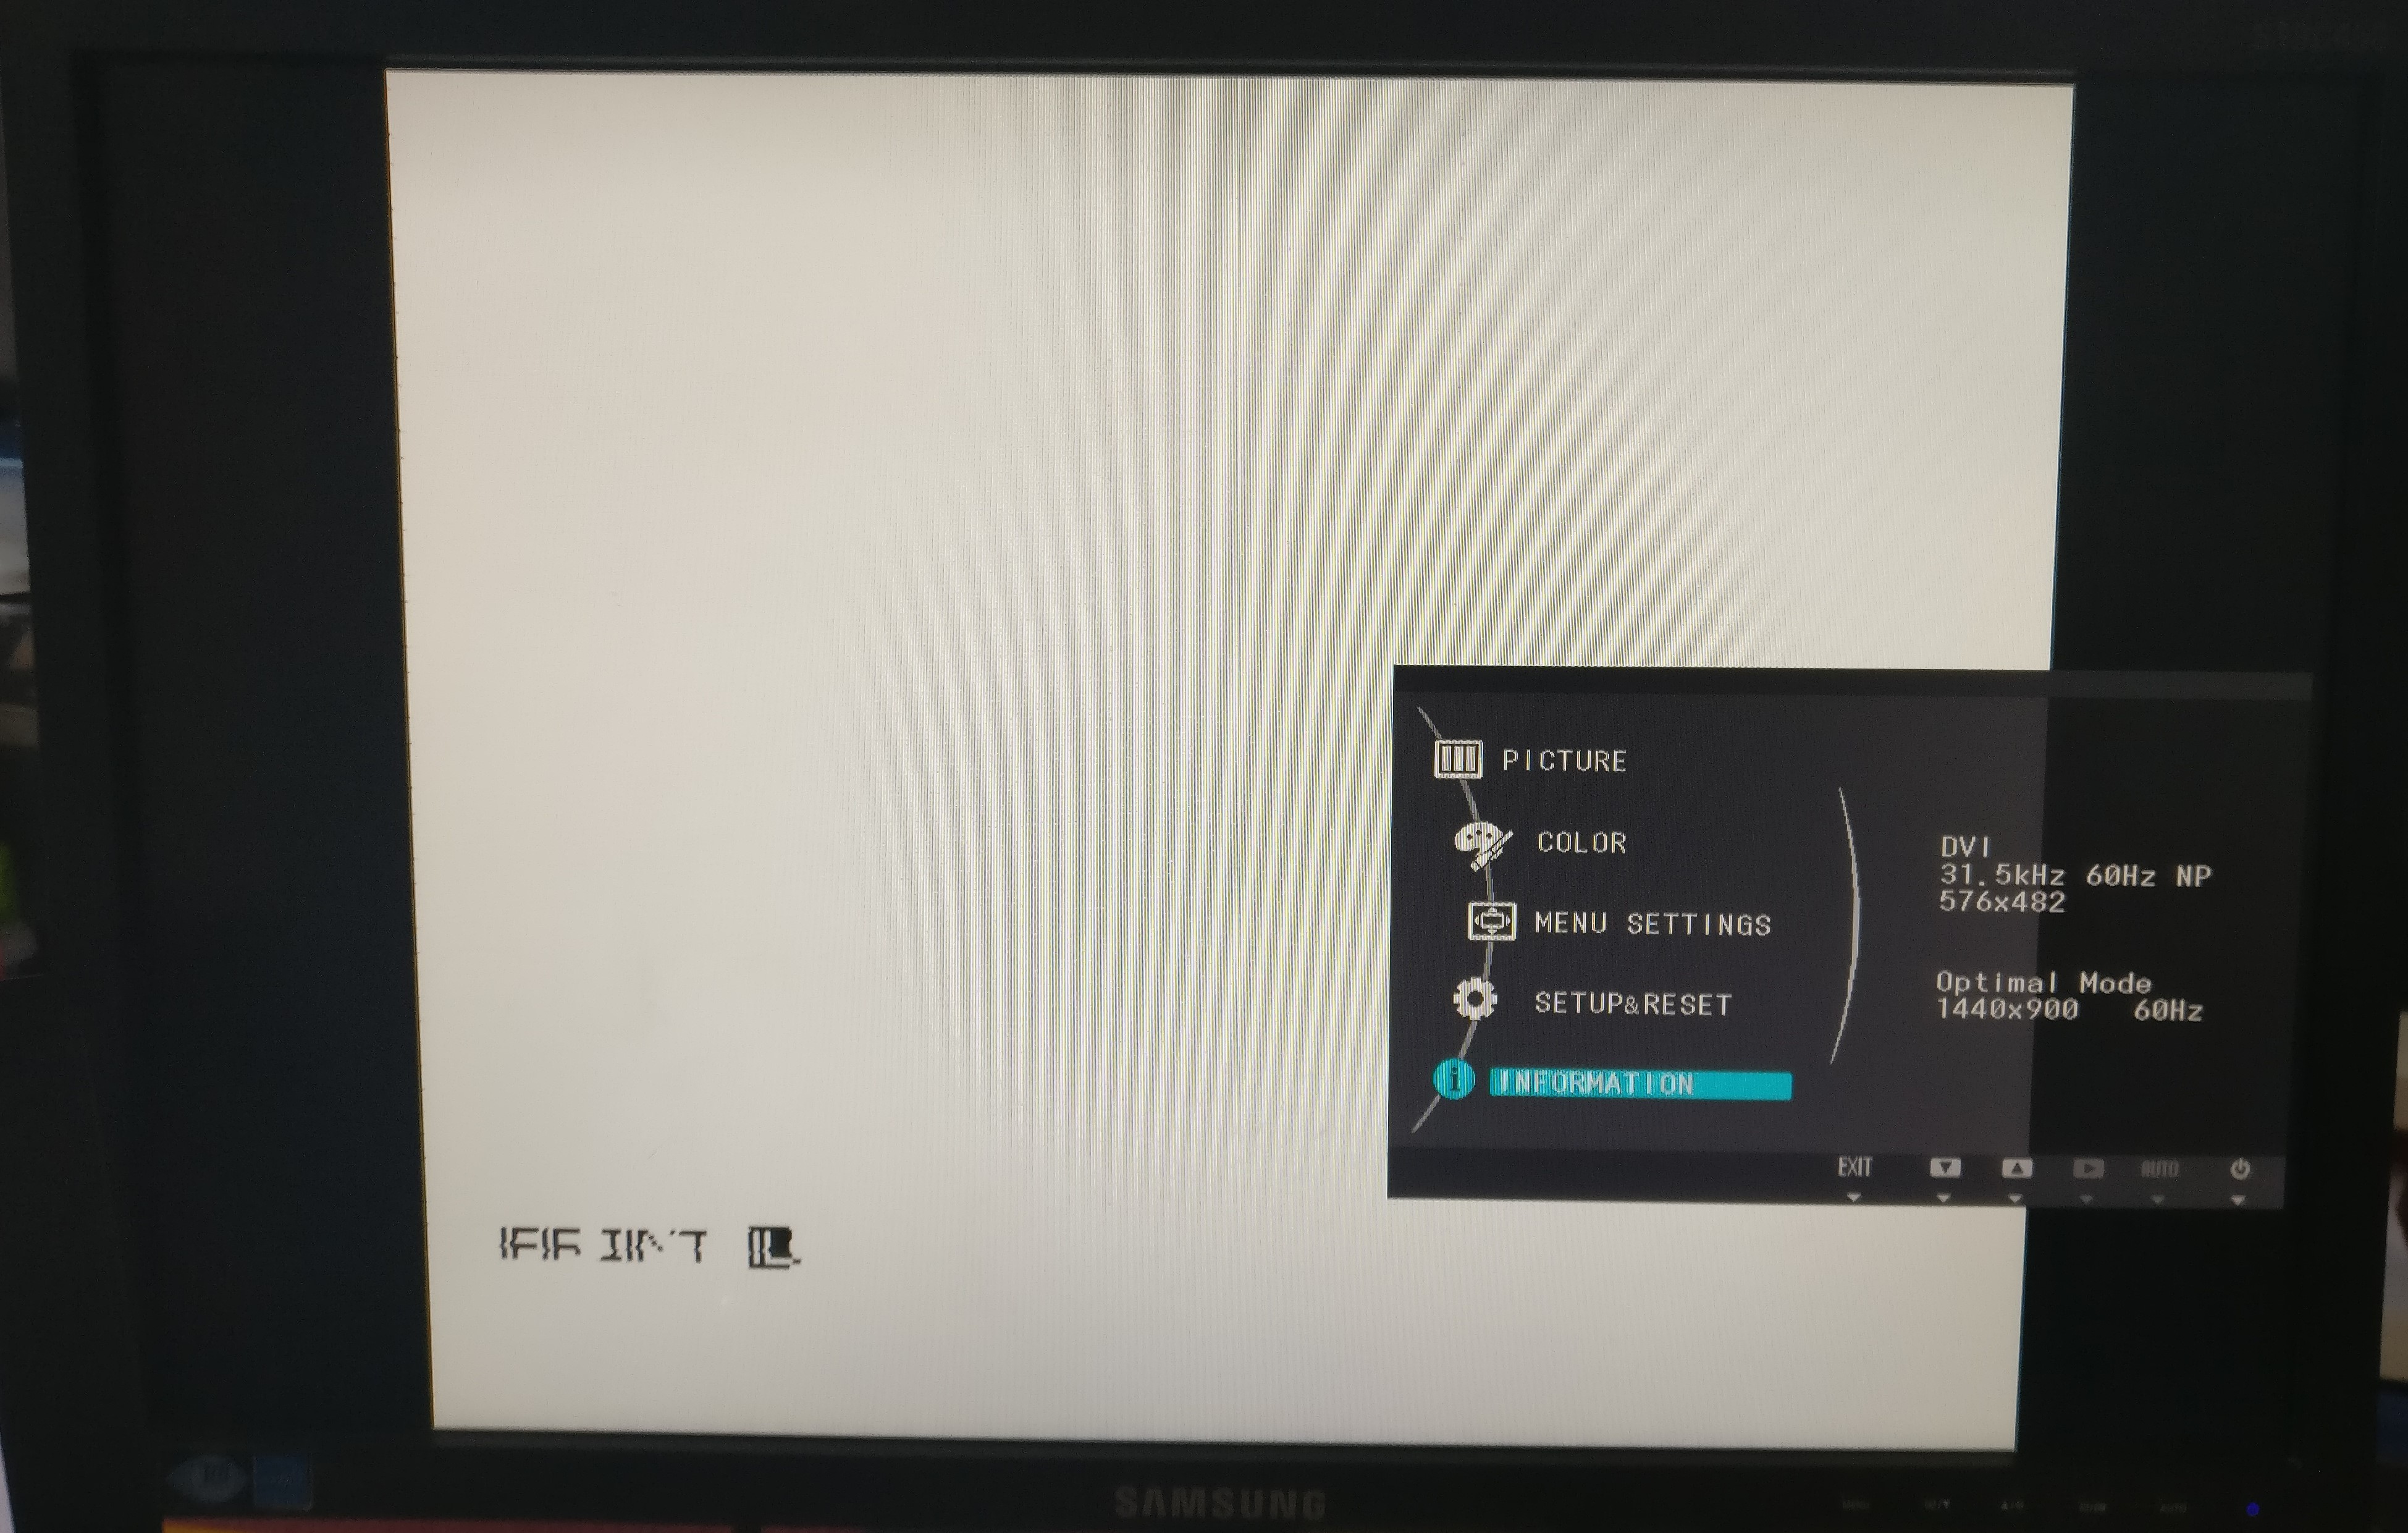 PICTURE
COLOR
MENU SETTINGS
SETUP&RESET
INFORMATION
DVI
31.5kHz 60Hz NP
576x482
Optimal Mode
1440x900 60Hz
EXIT
AUTO
SAMSUNG